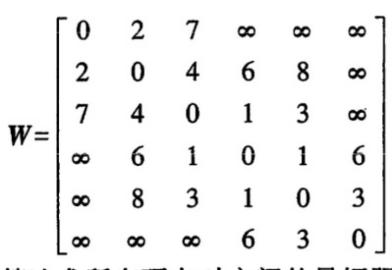 0 2 7 ∞ ∞ ∞
2 0 4 6 8 ∞
W= 7 4 0 1 3 ∞
∞ 6 1 0 1 6
∞ 8 3 1 0 3
∞ ∞ ∞ 6 3 0